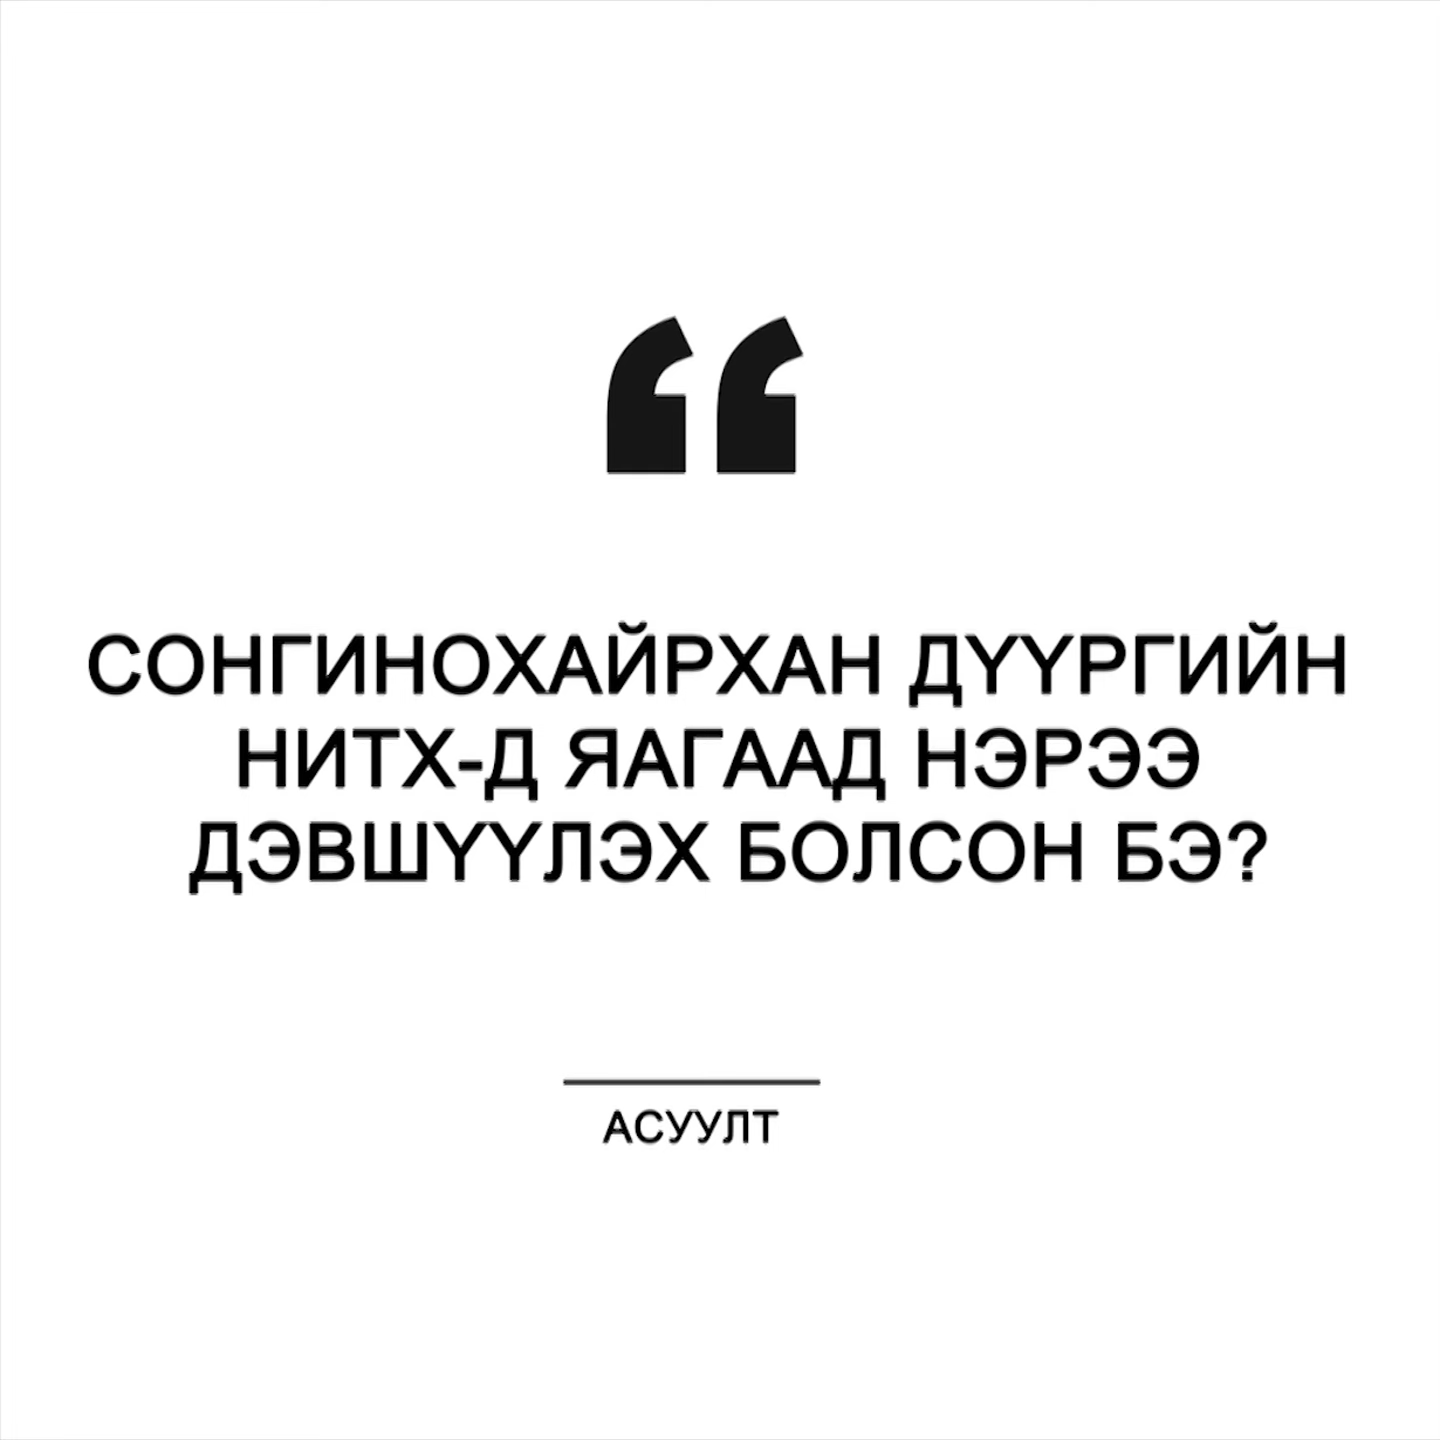 “
СОНГИНОХАЙРХАН ДҮҮРГИЙН
НИТХ-Д ЯАГААД НЭРЭЭ
ДЭВШҮҮЛЭХ БОЛСОН БЭ?
АСУУЛТ